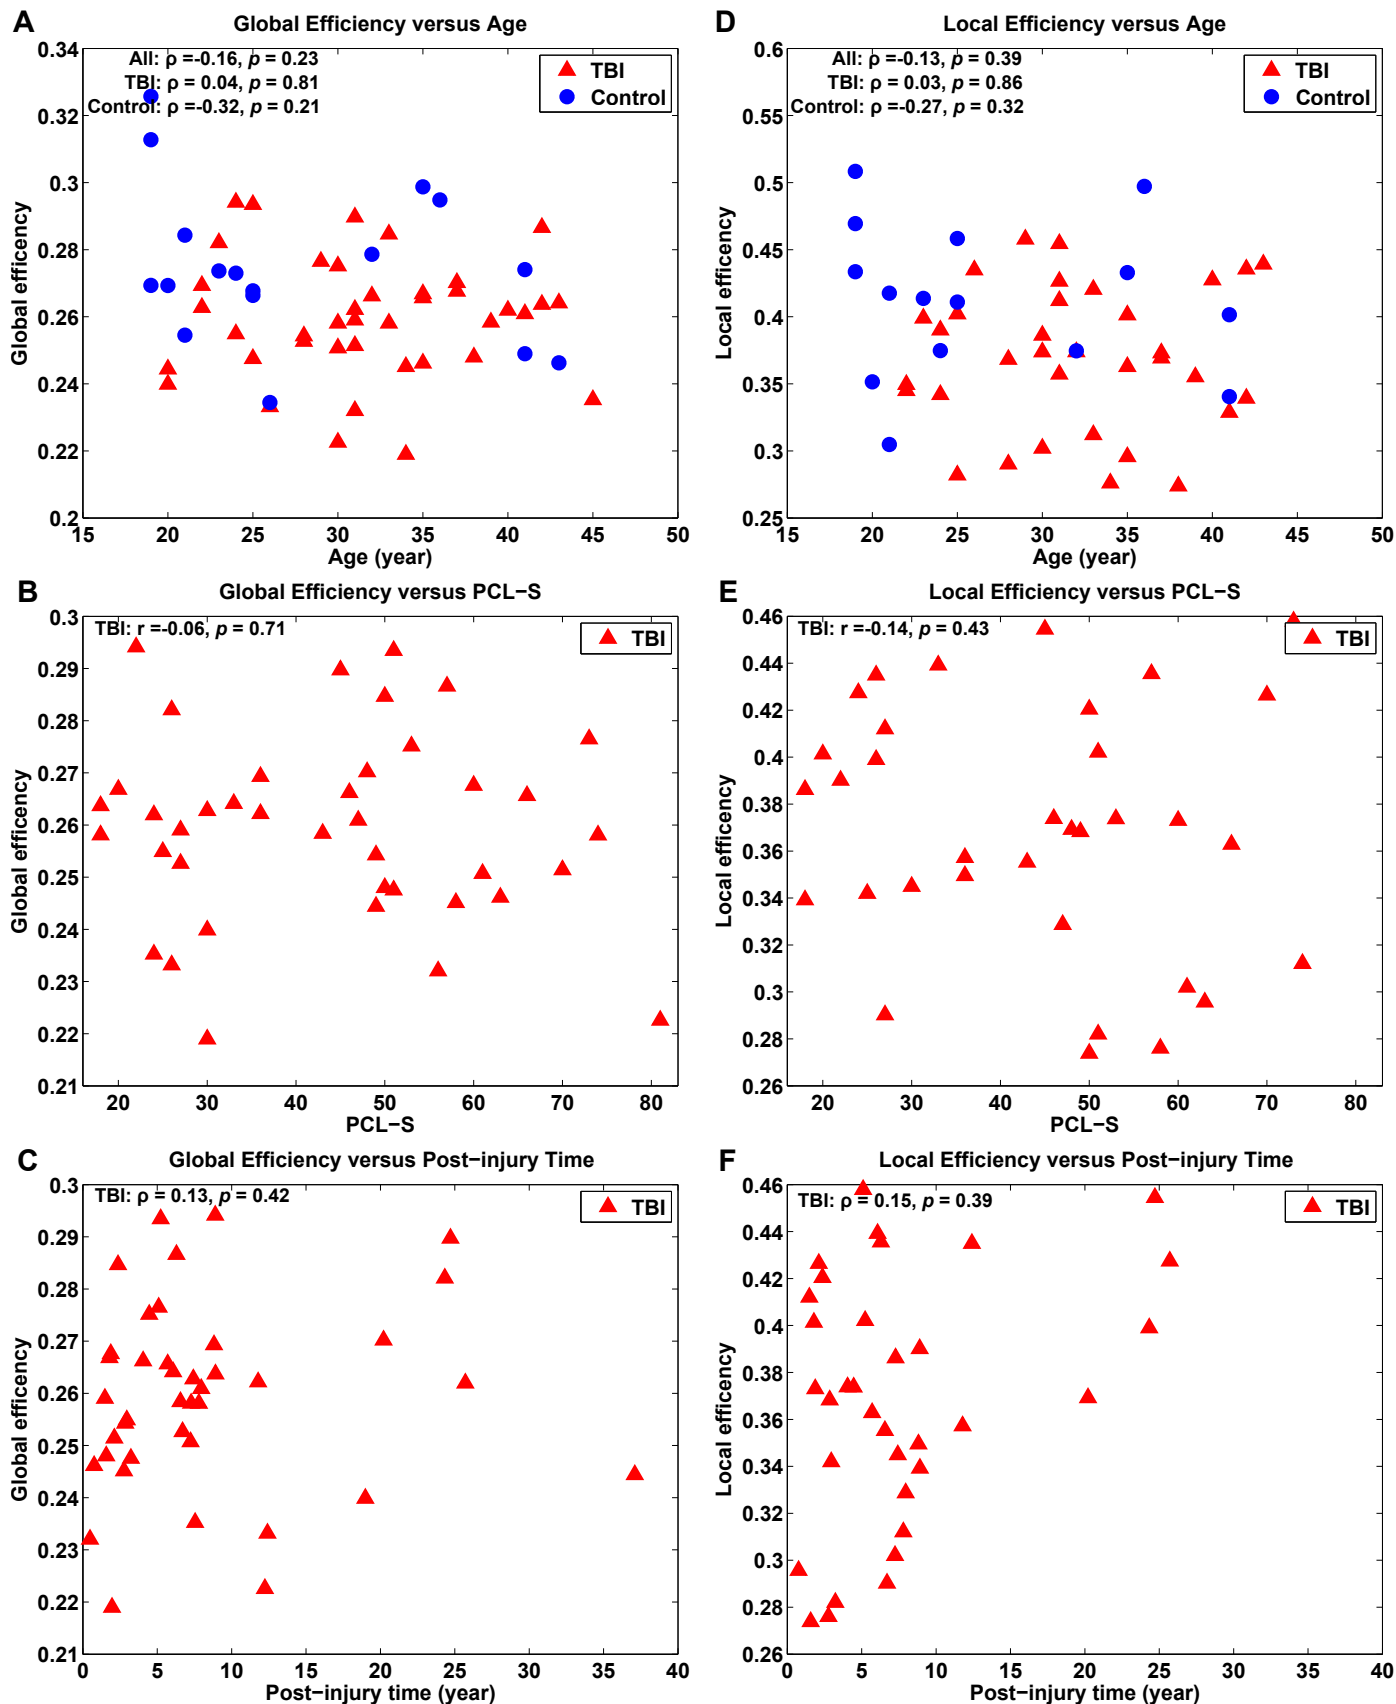 A
Global Efficiency versus Age
All: ρ =-0.16, p = 0.23
TBI: ρ 0.04, p = 0.81
Control: ρ =-0.32, p = 0.21
TBI
Control
0.34
0.32
0.3
0.28
0.26
0.24
0.22
0.2
Global efficency
15 20 25 30 35 40 45 50
Age (year)
D
Local Efficiency versus Age
All: ρ =-0.13, p = 0.39
TBI: ρ 0.03, p = 0.86
Control: ρ =-0.27, p = 0.32
TBI
Control
0.6
0.55
0.5
0.45
0.4
0.35
0.3
0.25
Local efficency
15 20 25 30 35 40 45 50
Age (year)
B
Global Efficiency versus PCL−S
TBI: r =-0.06, p = 0.71
TBI
0.3
0.29
0.28
0.27
0.26
0.25
0.24
0.23
0.22
0.21
Global efficency
20 30 40 50 60 70 80
PCL−S
E
Local Efficiency versus PCL−S
TBI: r =-0.14, p = 0.43
TBI
0.46
0.44
0.42
0.4
0.38
0.36
0.34
0.32
0.3
0.28
0.26
Local efficency
20 30 40 50 60 70 80
PCL−S
C
Global Efficiency versus Post−injury Time
TBI: ρ = 0.13, p = 0.42
TBI
0.3
0.29
0.28
0.27
0.26
0.25
0.24
0.23
0.22
0.21
Global efficency
0 5 10 15 20 25 30 35 40
Post−injury time (year)
F
Local Efficiency versus Post−injury Time
TBI: ρ = 0.15, p = 0.39
TBI
0.46
0.44
0.42
0.4
0.38
0.36
0.34
0.32
0.3
0.28
0.26
Local efficency
0 5 10 15 20 25 30 35 40
Post−injury time (year)